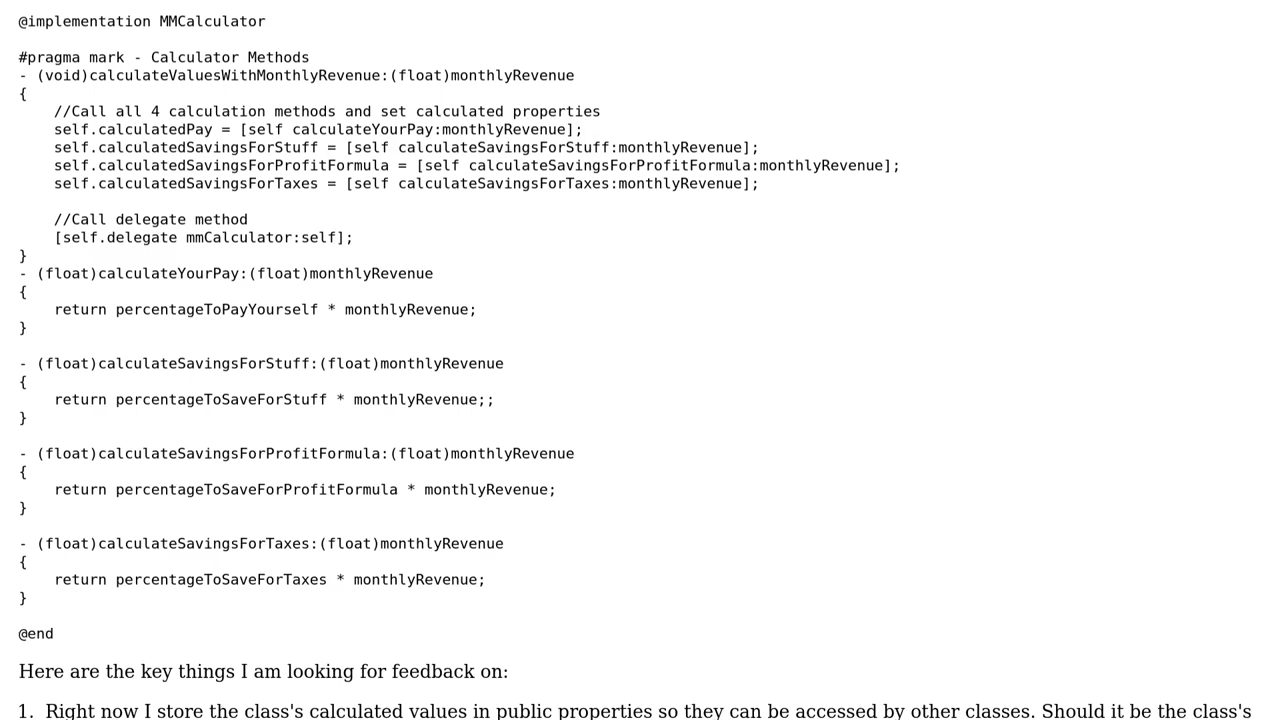 @implementation MMCalculator
#pragma mark - Calculator Methods
- (void)calculateValuesWithMonthlyRevenue:(float)monthlyRevenue
{
    //Call all 4 calculation methods and set calculated properties
    self.calculatedPay = [self calculateYourPay:monthlyRevenue];
    self.calculatedSavingsForStuff = [self calculateSavingsForStuff:monthlyRevenue];
    self.calculatedSavingsForProfitFormula = [self calculateSavingsForProfitFormula:monthlyRevenue];
    self.calculatedSavingsForTaxes = [self calculateSavingsForTaxes:monthlyRevenue];
    //Call delegate method
    [self.delegate mmCalculator:self];
}
- (float)calculateYourPay:(float)monthlyRevenue
{
    return percentageToPayYourself * monthlyRevenue;
}
- (float)calculateSavingsForStuff:(float)monthlyRevenue
{
    return percentageToSaveForStuff * monthlyRevenue;;
}
- (float)calculateSavingsForProfitFormula:(float)monthlyRevenue
{
    return percentageToSaveForProfitFormula * monthlyRevenue;
}
- (float)calculateSavingsForTaxes:(float)monthlyRevenue
{
    return percentageToSaveForTaxes * monthlyRevenue;
}
@end
Here are the key things I am looking for feedback on:
1. Right now I store the class's calculated values in public properties so they can be accessed by other classes. Should it be the class's